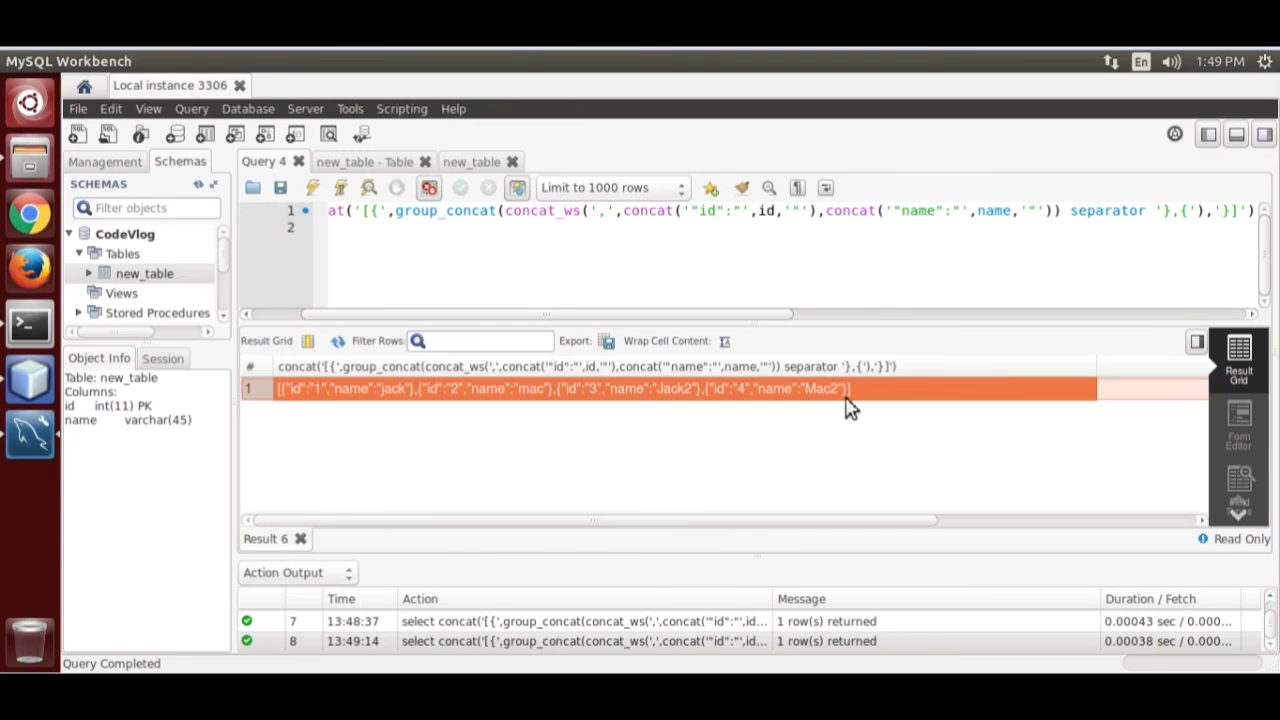 MySQL Workbench
En
1:49 PM
Local instance 3306
File Edit View Query Database Server Tools Scripting Help
Management Schemas
Query 4 new_table - Table new_table
SCHEMAS
Filter objects
CodeVlog
Tables
new_table
Views
Stored Procedures
Limit to 1000 rows
1 at('[{',group_concat(concat_ws(',',concat('"id":"',id,'"'),concat('"name":"',name,'"')) separator '},{'),'}]')
2
Object Info Session
Table: new_table
Columns:
id int(11) PK
name varchar(45)
Result Grid Filter Rows: Export: Wrap Cell Content:
# concat('[{',group_concat(concat_ws(',',concat('"id":"',id,'"'),concat('"name":"',name,'"')) separator '},{'),'}]')
1 [{"id":"1","name":"jack"},{"id":"2","name":"mac"},{"id":"3","name":"Jack2"},{"id":"4","name":"Mac2"}]
Result
Grid
Form
Editor
Result 6
Read Only
Action Output
Time Action Message Duration / Fetch
7 13:48:37 select concat('[{',group_concat(concat_ws(',',concat('"id":"',id... 1 row(s) returned 0.00043 sec / 0.000...
8 13:49:14 select concat('[{',group_concat(concat_ws(',',concat('"id":"',id... 1 row(s) returned 0.00038 sec / 0.000...
Query Completed